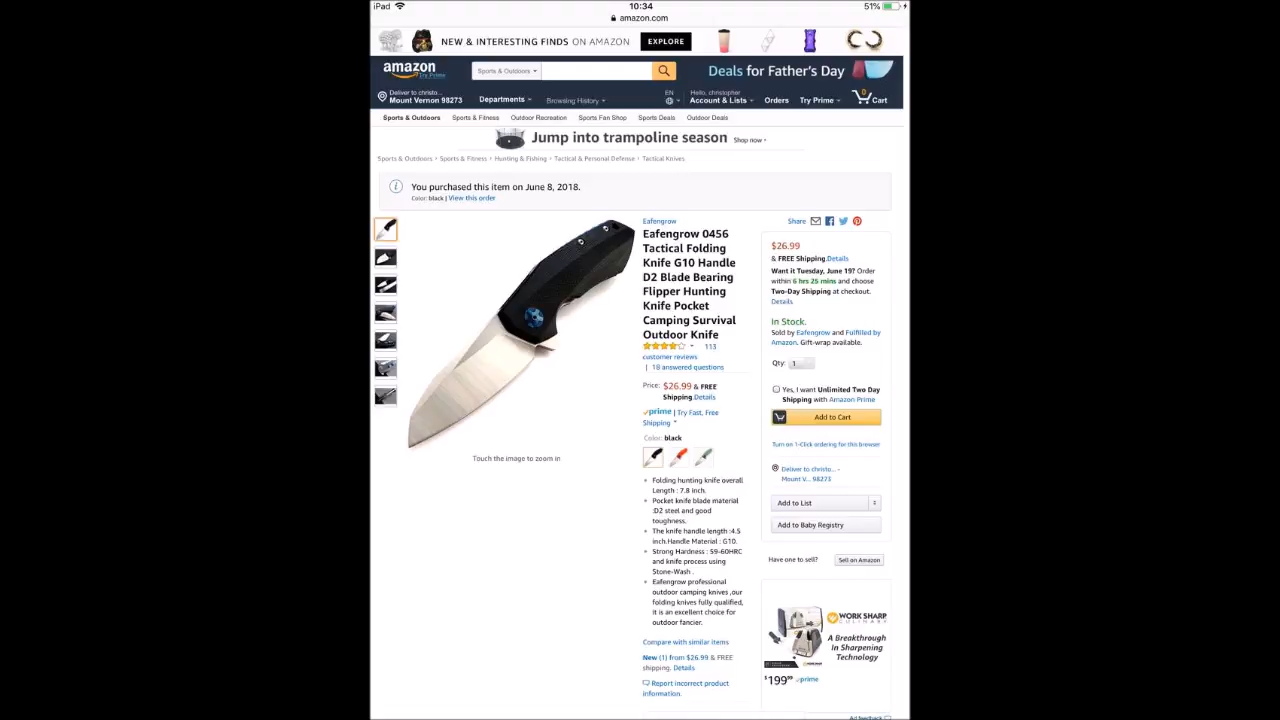 iPad 10:34 51%
amazon.com
NEW & INTERESTING FINDS ON AMAZON EXPLORE
amazon Try Prime
Sports & Outdoors
Deals for Father's Day
Deliver to christo...
Mount Vernon 98273
Departments Browsing History
EN
Hello, christopher
Account & Lists Orders Try Prime 0 Cart
Sports & Outdoors Sports & Fitness Outdoor Recreation Sports Fan Shop Sports Deals Outdoor Deals
Jump into trampoline season Shop now ›
Sports & Outdoors › Sports & Fitness › Hunting & Fishing › Tactical & Personal Defense › Tactical Knives
You purchased this item on June 8, 2018.
Color: black | View this order
Touch the image to zoom in
Eafengrow
Eafengrow 0456
Tactical Folding
Knife G10 Handle
D2 Blade Bearing
Flipper Hunting
Knife Pocket
Camping Survival
Outdoor Knife
113
customer reviews
| 18 answered questions
Price: $26.99 & FREE
Shipping. Details
prime | Try Fast, Free
Shipping
Color: black
Folding hunting knife overall
Length : 7.8 inch.
Pocket knife blade material
:D2 steel and good
toughness.
The knife handle length :4.5
inch.Handle Material : G10.
Strong Hardness : 59-60HRC
and knife process using
Stone-Wash .
Eafengrow professional
outdoor camping knives ,our
folding knives fully qualified,
it is an excellent choice for
outdoor fancier.
Compare with similar items
New (1) from $26.99 & FREE
shipping. Details
Report incorrect product
information.
Share
$26.99
& FREE Shipping. Details
Want it Tuesday, June 19? Order
within 6 hrs 25 mins and choose
Two-Day Shipping at checkout.
Details
In Stock.
Sold by Eafengrow and Fulfilled by
Amazon. Gift-wrap available.
Qty: 1
Yes, I want Unlimited Two Day
Shipping with Amazon Prime
Add to Cart
Turn on 1-Click ordering for this browser
Deliver to christo... -
Mount V... 98273
Add to List
Add to Baby Registry
Have one to sell? Sell on Amazon
WORK SHARP
CULINARY
A Breakthrough
In Sharpening
Technology
$199⁹⁵ prime
Ad feedback